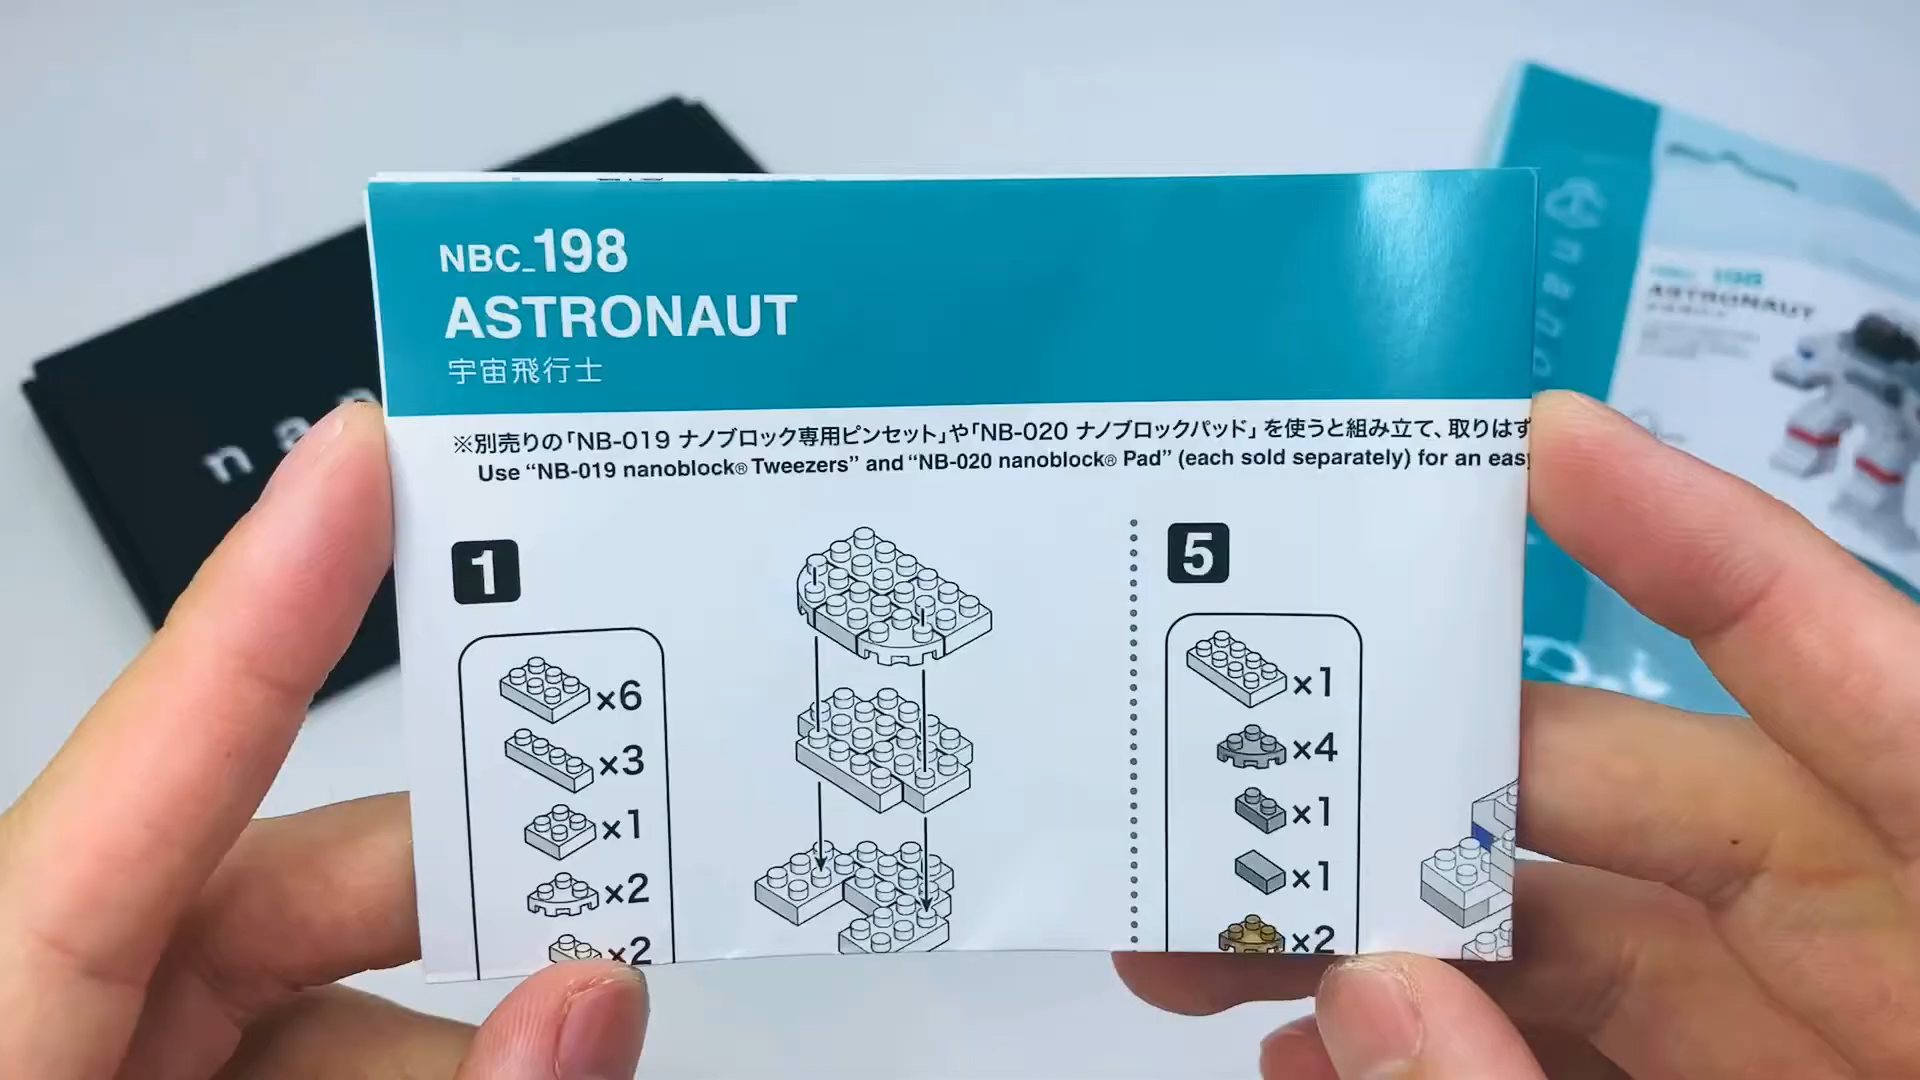 NBC_198
ASTRONAUT
宇宙飛行士
※別売りの「NB-019 ナノブロック専用ピンセット」や「NB-020 ナノブロックパッド」を使うと組み立て、取りはず
Use “NB-019 nanoblock® Tweezers” and “NB-020 nanoblock® Pad” (each sold separately) for an easy
1
×6
×3
×1
×2
×2
5
×1
×4
×1
×1
×2
nan
NBC_198
ASTRONAUT